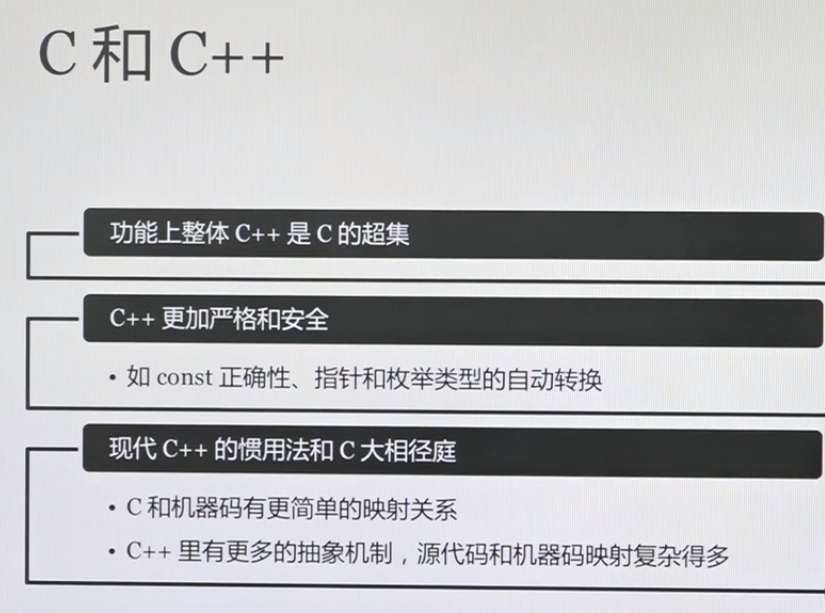 C 和 C++
功能上整体 C++ 是 C 的超集
C++ 更加严格和安全
• 如 const 正确性、指针和枚举类型的自动转换
现代 C++ 的惯用法和 C 大相径庭
• C 和机器码有更简单的映射关系
• C++ 里有更多的抽象机制，源代码和机器码映射复杂得多